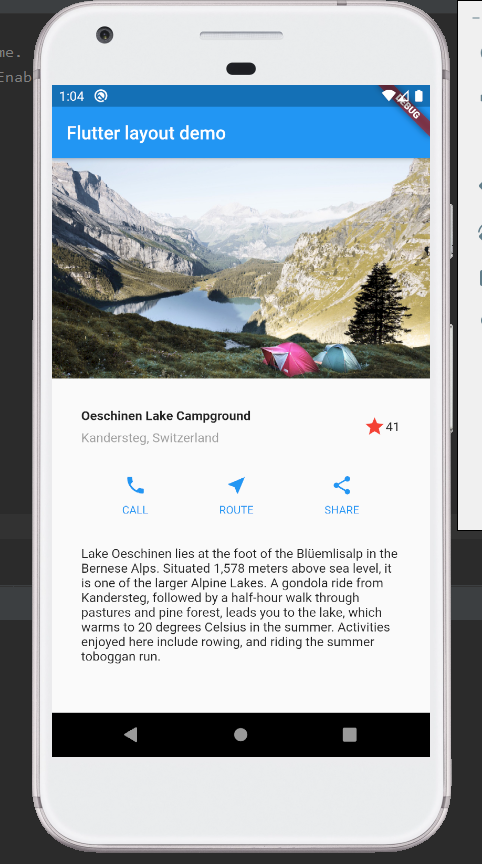 me.
Enab
1:04
DEBUG
Flutter layout demo
Oeschinen Lake Campground
Kandersteg, Switzerland
41
CALL ROUTE SHARE
Lake Oeschinen lies at the foot of the Blüemlisalp in the
Bernese Alps. Situated 1,578 meters above sea level, it
is one of the larger Alpine Lakes. A gondola ride from
Kandersteg, followed by a half-hour walk through
pastures and pine forest, leads you to the lake, which
warms to 20 degrees Celsius in the summer. Activities
enjoyed here include rowing, and riding the summer
toboggan run.